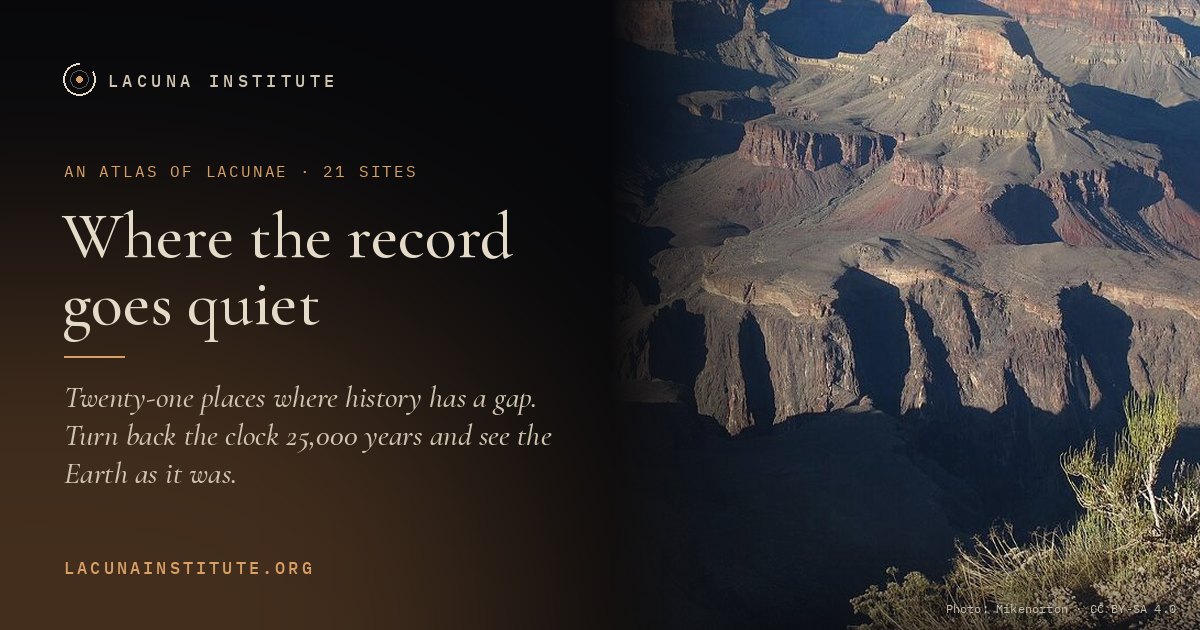 LACUNA INSTITUTE
AN ATLAS OF LACUNAE · 21 SITES
Where the record
goes quiet
Twenty-one places where history has a gap.
Turn back the clock 25,000 years and see the
Earth as it was.
LACUNAINSTITUTE.ORG
Photo: Mikenorton · CC BY-SA 4.0